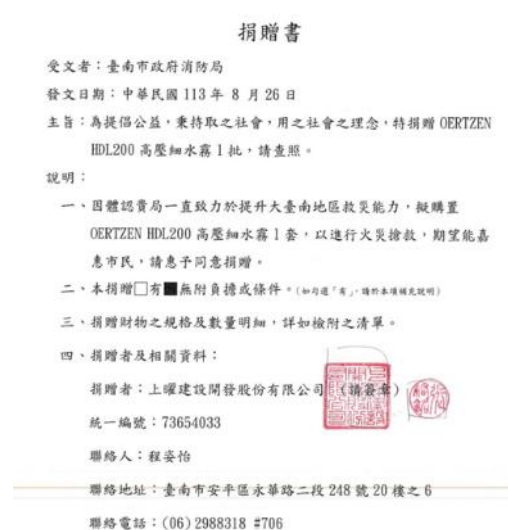 捐贈書
受文者：臺南市政府消防局
發文日期：中華民國 113 年 8 月 26 日
主旨：為提倡公益，秉持取之社會，用之社會之理念，特捐贈 OERTZEN
HDL200 高壓細水霧 1 批，請查照。
說明：
一、因體認貴局一直致力於提升大臺南地區救災能力，擬購置
OERTZEN HDL200 高壓細水霧 1 套，以進行火災搶救，期望能嘉
惠市民，請惠予同意捐贈。
二、本捐贈□有■無附負擔或條件。(如勾選「有」，請於本項補充說明)
三、捐贈財物之規格及數量明細，詳如檢附之清單。
四、捐贈者及相關資料：
捐贈者：上曜建設開發股份有限公司 (請簽章)
統一編號：73654033
聯絡人：程姿怡
聯絡地址：臺南市安平區永華路二段 248 號 20 樓之 6
聯絡電話：(06)2988318 #706